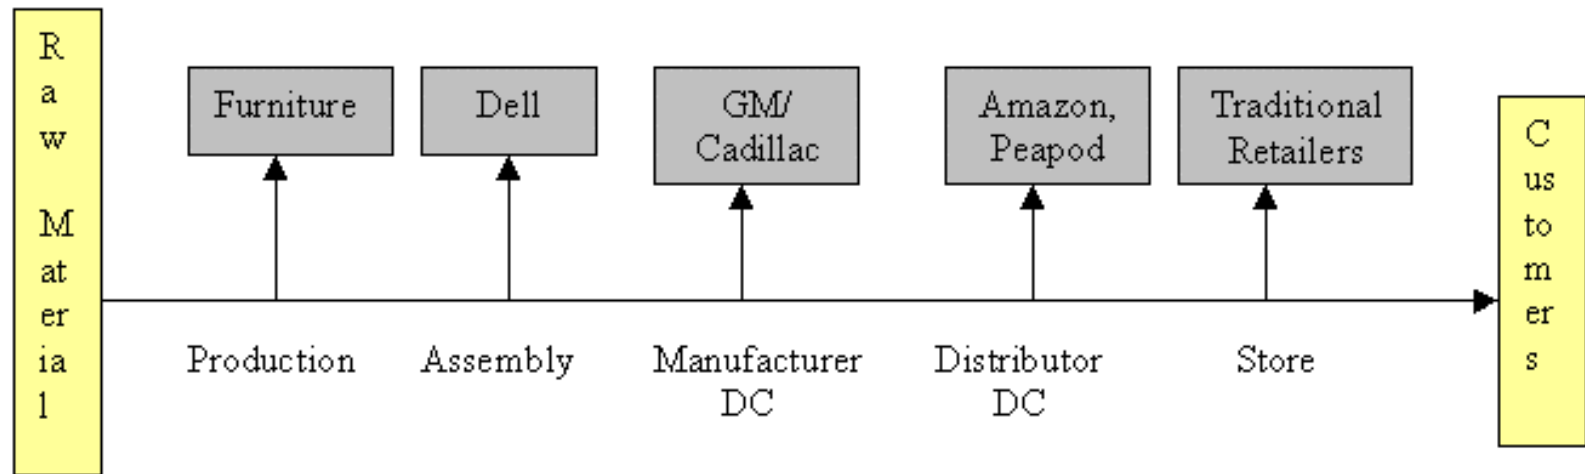 R
a
w
M
at
er
ia
l
Furniture
Dell
GM/
Cadillac
Amazon,
Peapod
Traditional
Retailers
C
us
to
m
er
s
Production
Assembly
Manufacturer
DC
Distributor
DC
Store